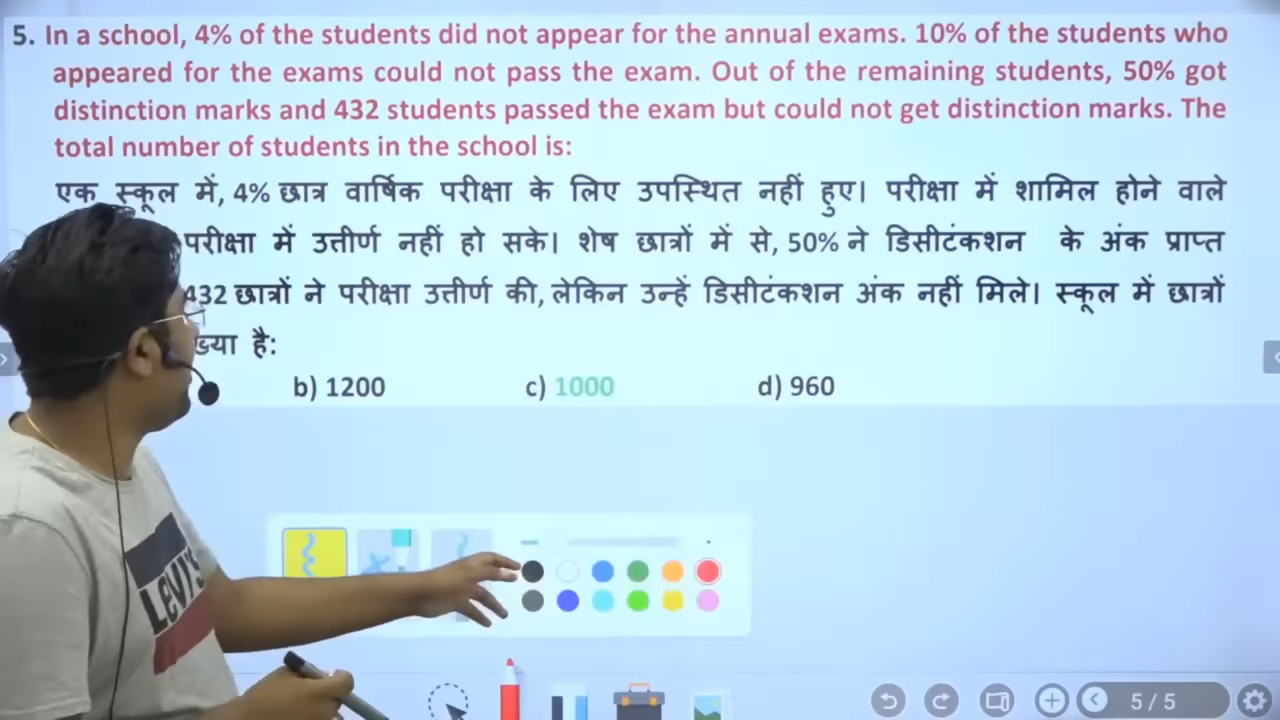 5. In a school, 4% of the students did not appear for the annual exams. 10% of the students who
appeared for the exams could not pass the exam. Out of the remaining students, 50% got
distinction marks and 432 students passed the exam but could not get distinction marks. The
total number of students in the school is:
एक स्कूल में, 4% छात्र वार्षिक परीक्षा के लिए उपस्थित नहीं हुए। परीक्षा में शामिल होने वाले
परीक्षा में उत्तीर्ण नहीं हो सके। शेष छात्रों में से, 50% ने डिसीटंकशन के अंक प्राप्त
432 छात्रों ने परीक्षा उत्तीर्ण की, लेकिन उन्हें डिसीटंकशन अंक नहीं मिले। स्कूल में छात्रों
है:
b) 1200 c) 1000 d) 960
LEVI'S
5 / 5